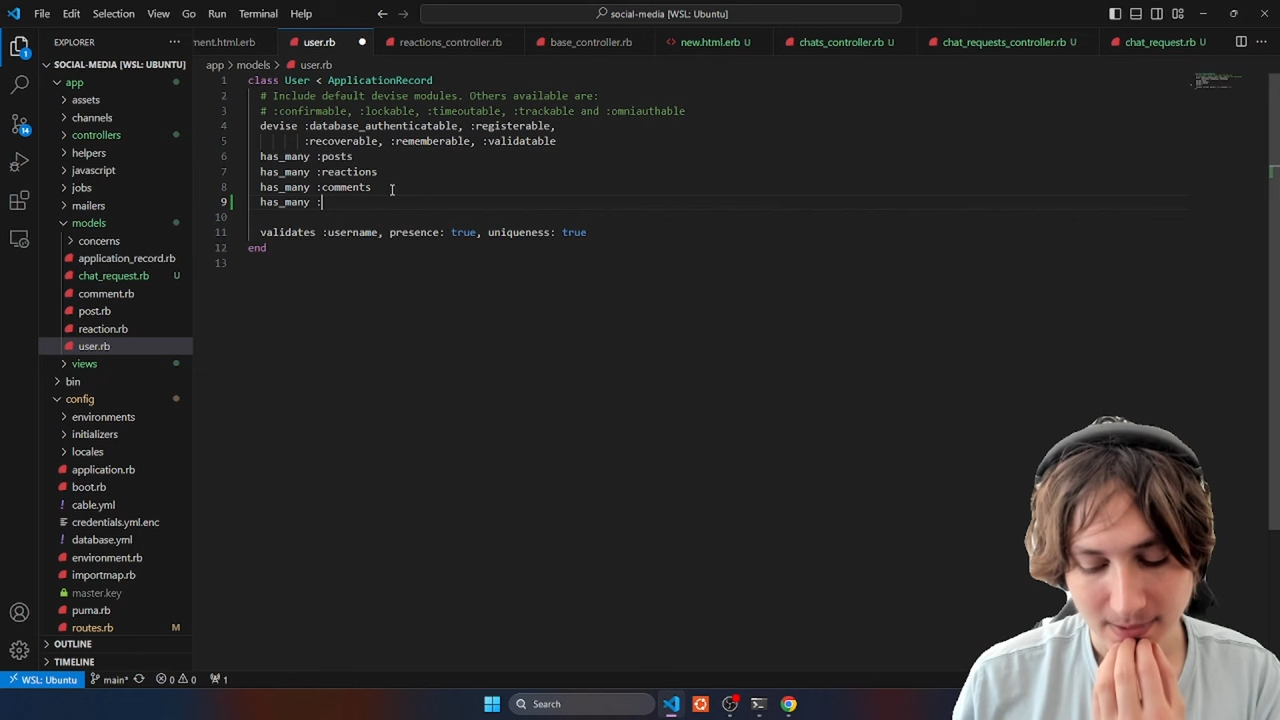 File Edit Selection View Go Run Terminal Help
social-media [WSL: Ubuntu]
EXPLORER
ment.html.erb user.rb reactions_controller.rb base_controller.rb new.html.erb U chats_controller.rb U chat_requests_controller.rb U chat_request.rb U
SOCIAL-MEDIA [WSL: UBUNTU]
app > models > user.rb
app
assets
channels
controllers
helpers
javascript
jobs
mailers
models
concerns
application_record.rb
chat_request.rb U
comment.rb
post.rb
reaction.rb
user.rb
views
bin
config
environments
initializers
locales
application.rb
boot.rb
cable.yml
credentials.yml.enc
database.yml
environment.rb
importmap.rb
master.key
puma.rb
routes.rb M
OUTLINE
TIMELINE
1 class User < ApplicationRecord
2 # Include default devise modules. Others available are:
3 # :confirmable, :lockable, :timeoutable, :trackable and :omniauthable
4 devise :database_authenticatable, :registerable,
5 :recoverable, :rememberable, :validatable
6 has_many :posts
7 has_many :reactions
8 has_many :comments
9 has_many :
10
11 validates :username, presence: true, uniqueness: true
12 end
13
1
14
WSL: Ubuntu main* 0 0 1
Search